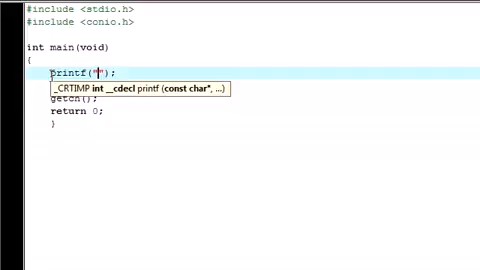 #include <stdio.h>
#include <conio.h>
int main(void)
{
printf("");
_CRTIMP int __cdecl printf (const char*, ...)
getch();
return 0;
}